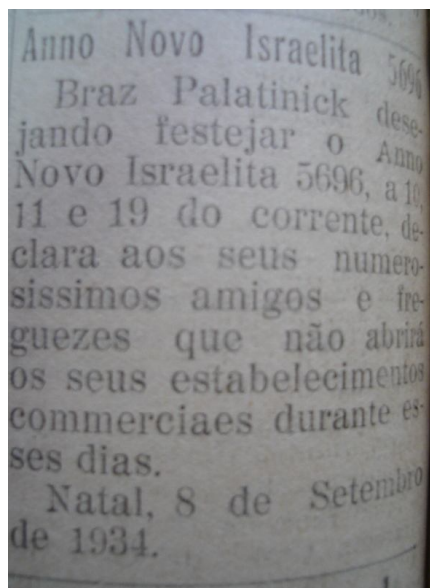 Anno Novo Israelita 5696
Braz Palatinick dese-
jando festejar o Anno
Novo Israelita 5696, a 10,
11 e 19 do corrente, de-
clara aos seus numero-
sissimos amigos e fre-
guezes que não abrirá
os seus estabelecimentos
commerciaes durante es-
ses dias.
Natal, 8 de Setembro
de 1934.